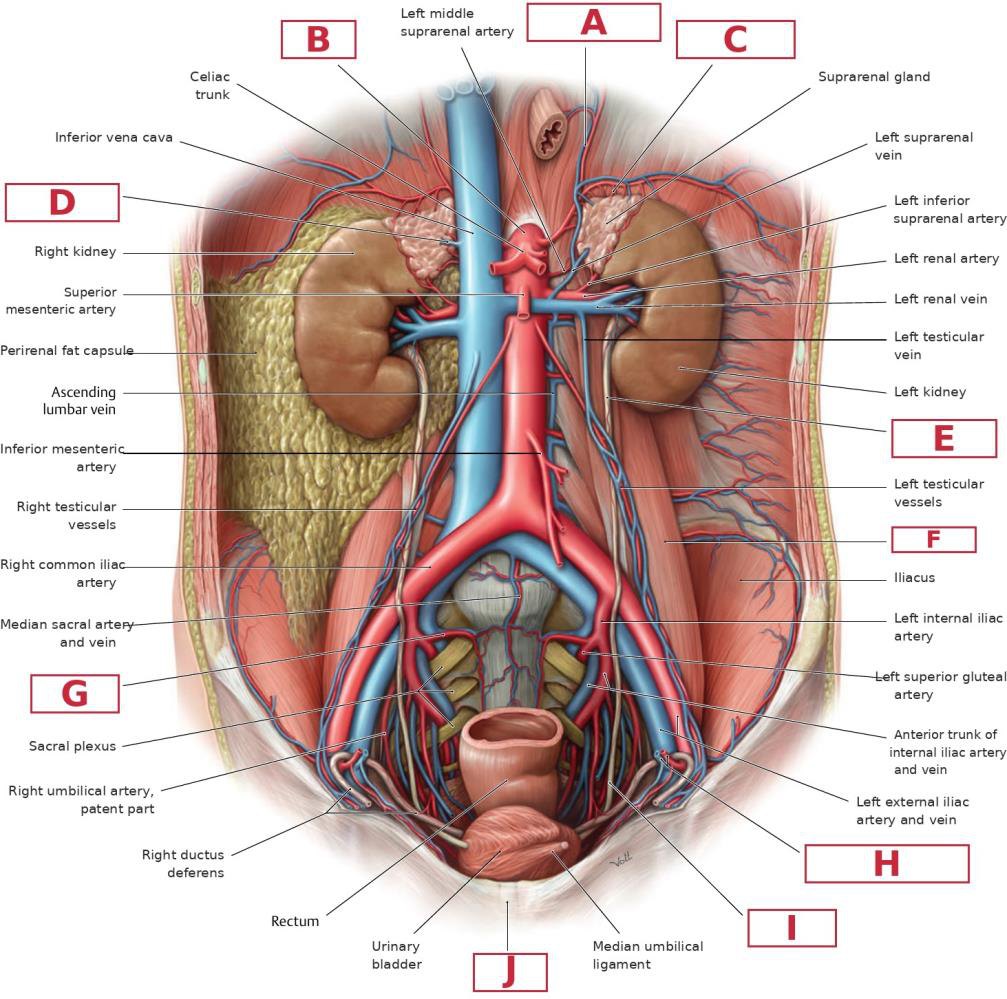 Left middle
suprarenal artery
A
B
C
Celiac
trunk
Suprarenal gland
Inferior vena cava
Left suprarenal
vein
D
Left inferior
suprarenal artery
Right kidney
Left renal artery
Superior
mesenteric artery
Left renal vein
Perirenal fat capsule
Left testicular
vein
Ascending
lumbar vein
Left kidney
E
Inferior mesenteric
artery
Left testicular
vessels
Right testicular
vessels
F
Right common iliac
artery
Iliacus
Median sacral artery
and vein
Left internal iliac
artery
G
Left superior gluteal
artery
Sacral plexus
Anterior trunk of
internal iliac artery
and vein
Right umbilical artery,
patent part
Left external iliac
artery and vein
Right ductus
deferens
H
Voll
Rectum
I
Urinary
bladder
Median umbilical
ligament
J